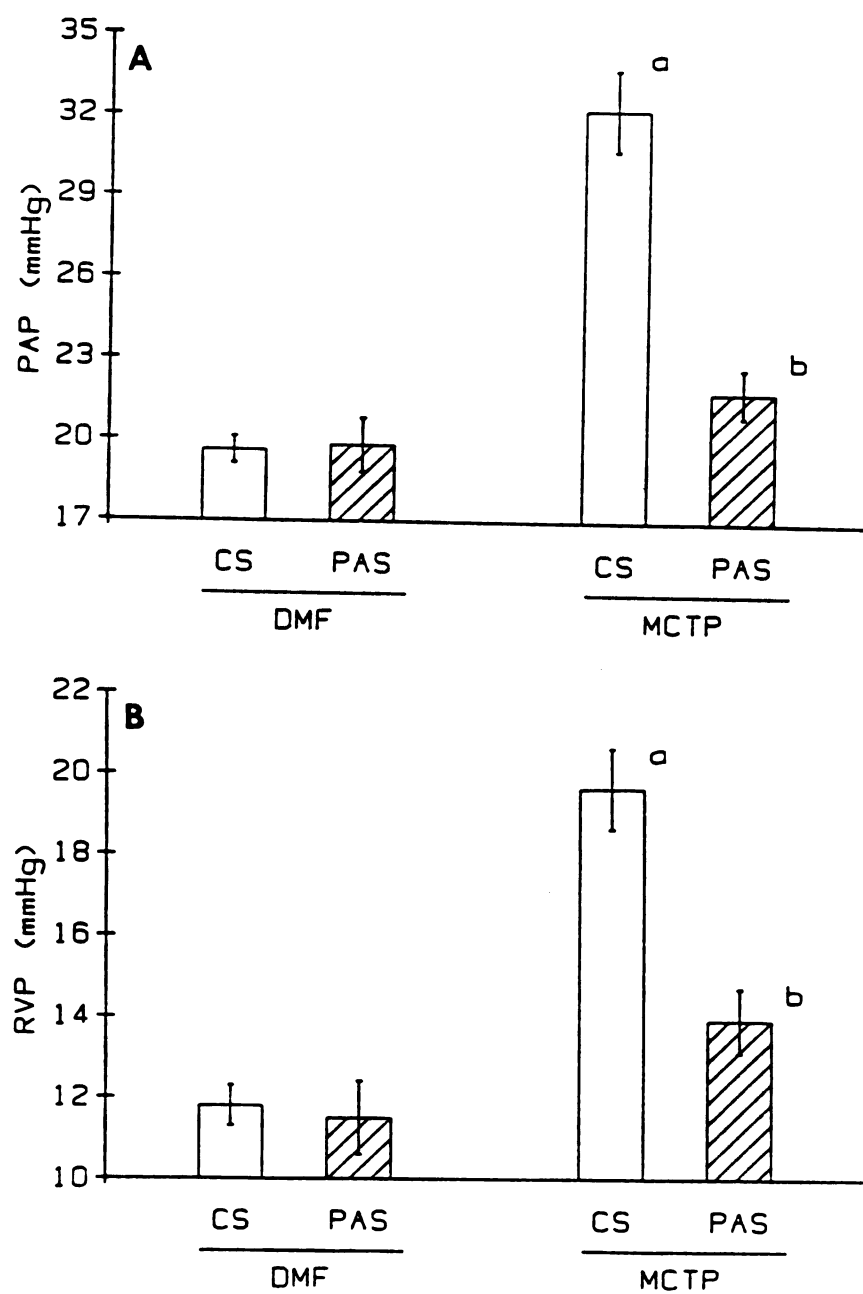 A
35
32
29
26
23
20
17
PAP (mmHg)
a
b
CS PAS CS PAS
DMF MCTP
B
22
20
18
16
14
12
10
RVP (mmHg)
a
b
CS PAS CS PAS
DMF MCTP